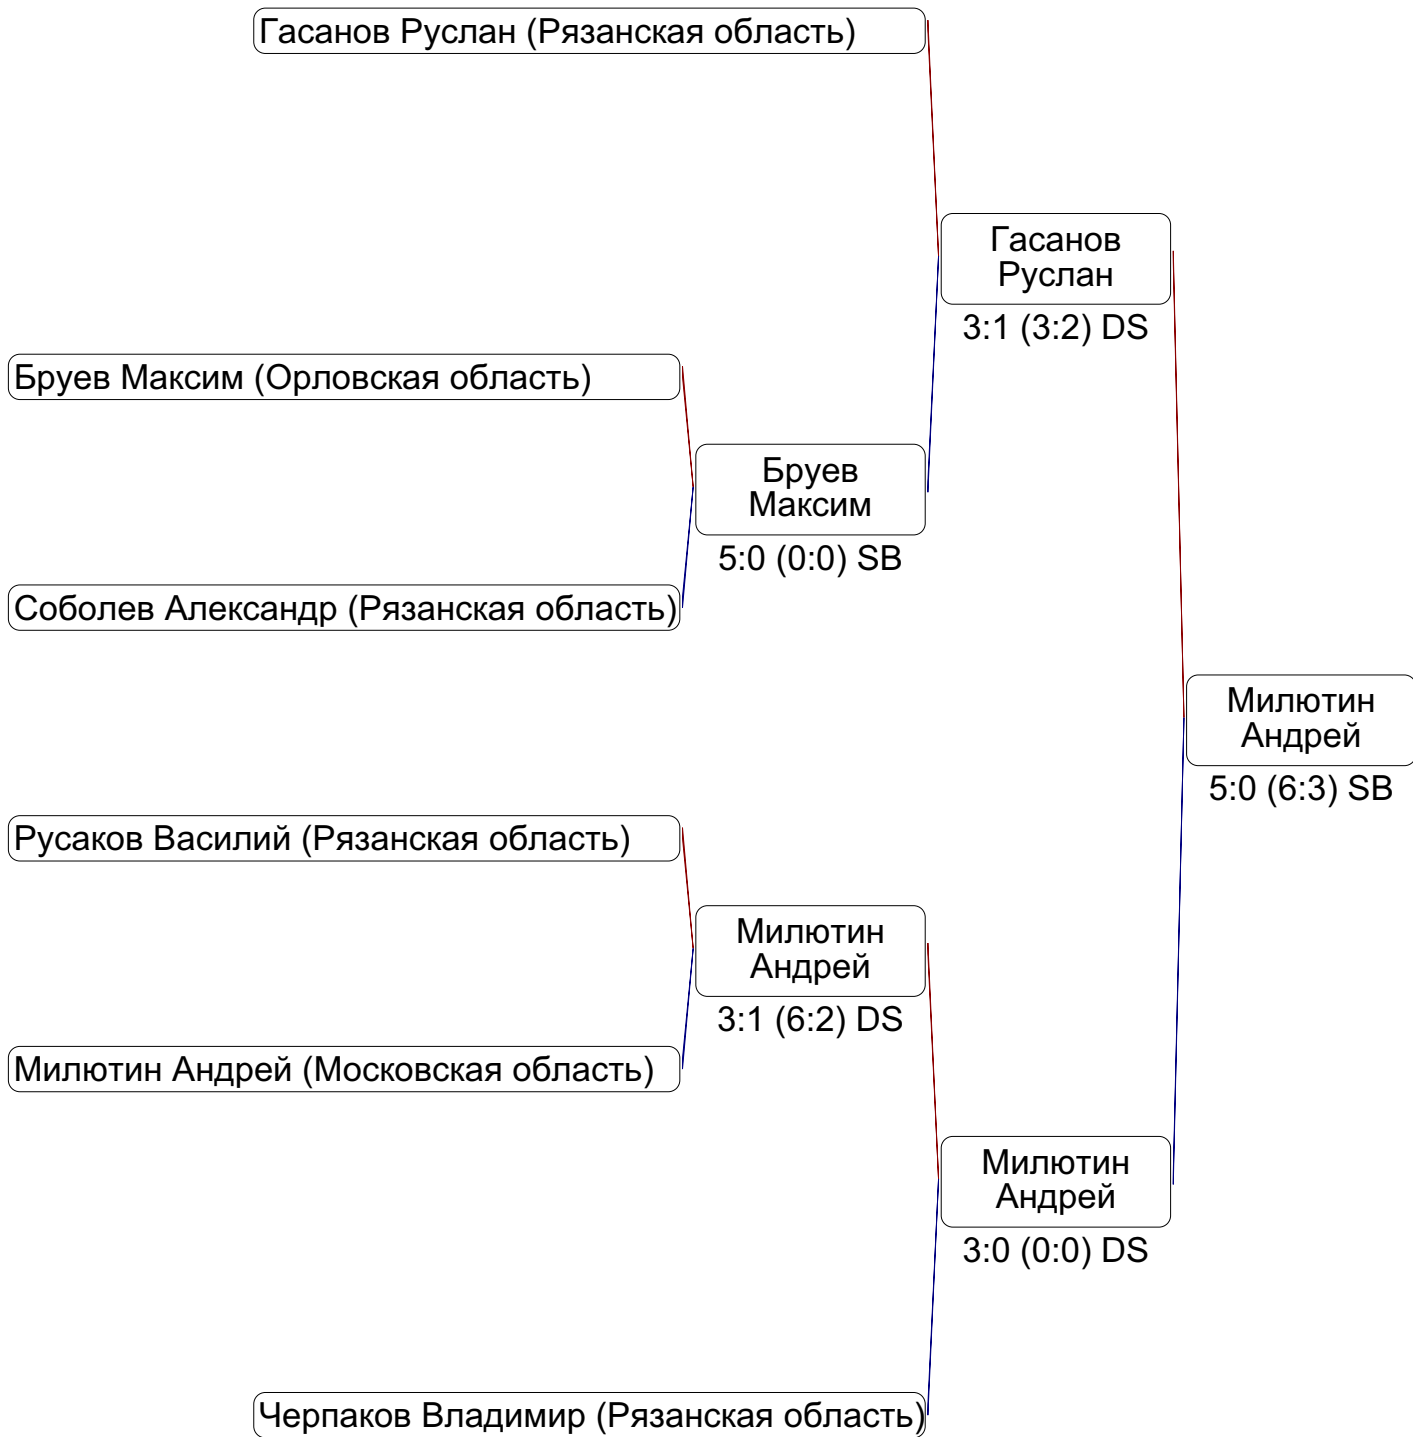 Гасанов Руслан (Рязанская область)
Гасанов
Руслан
3:1 (3:2) DS
Бруев Максим (Орловская область)
Бруев
Максим
5:0 (0:0) SB
Соболев Александр (Рязанская область)
Милютин
Андрей
5:0 (6:3) SB
Русаков Василий (Рязанская область)
Милютин
Андрей
3:1 (6:2) DS
Милютин Андрей (Московская область)
Милютин
Андрей
3:0 (0:0) DS
Черпаков Владимир (Рязанская область)